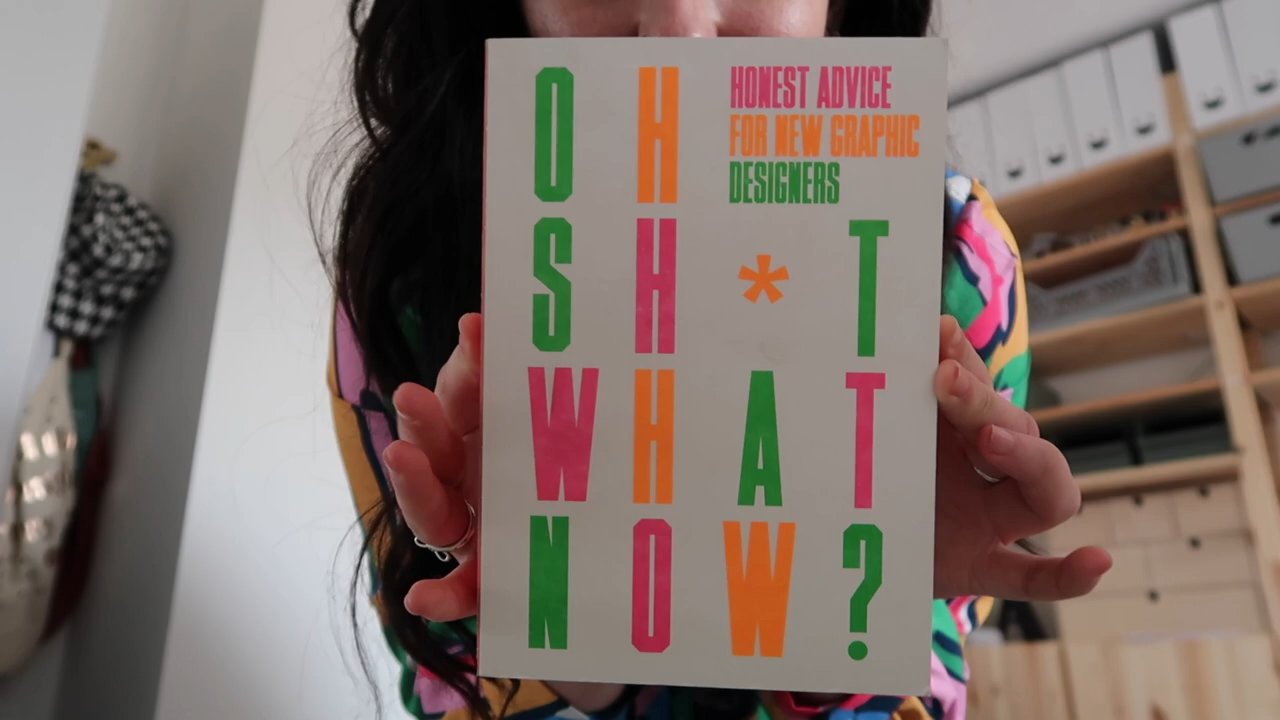 OH
HONEST ADVICE
FOR NEW GRAPHIC
DESIGNERS
SH*T
WHAT
NOW?